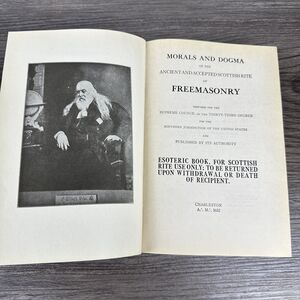 MORALS AND DOGMA
OF THE
ANCIENT AND ACCEPTED SCOTTISH RITE
OF
FREEMASONRY
PREPARED FOR THE
SUPREME COUNCIL OF THE THIRTY-THIRD DEGREE
FOR THE
SOUTHERN JURISDICTION OF THE UNITED STATES
AND
PUBLISHED BY ITS AUTHORITY
ESOTERIC BOOK, FOR SCOTTISH
RITE USE ONLY; TO BE RETURNED
UPON WITHDRAWAL OR DEATH
OF RECIPIENT.
CHARLESTON